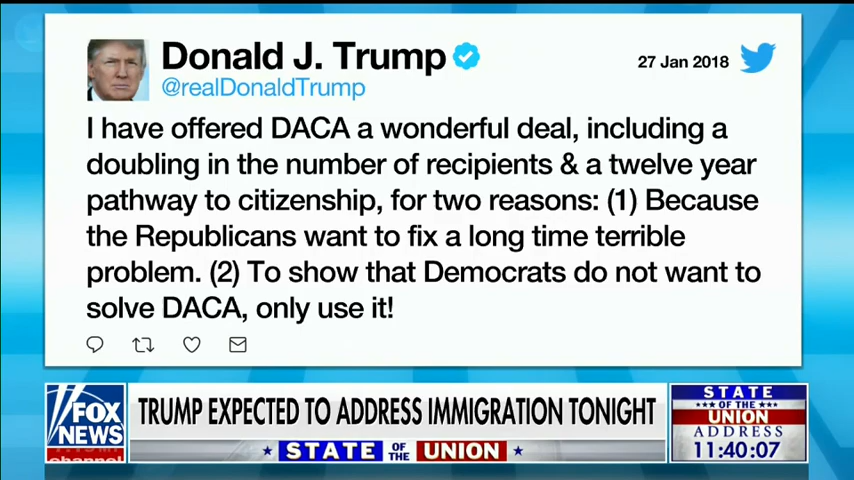 Donald J. Trump
@realDonaldTrump
27 Jan 2018
I have offered DACA a wonderful deal, including a
doubling in the number of recipients & a twelve year
pathway to citizenship, for two reasons: (1) Because
the Republicans want to fix a long time terrible
problem. (2) To show that Democrats do not want to
solve DACA, only use it!
FOX
NEWS
channel
TRUMP EXPECTED TO ADDRESS IMMIGRATION TONIGHT
STATE OF THE UNION
STATE
OF THE
UNION
ADDRESS
11:40:07